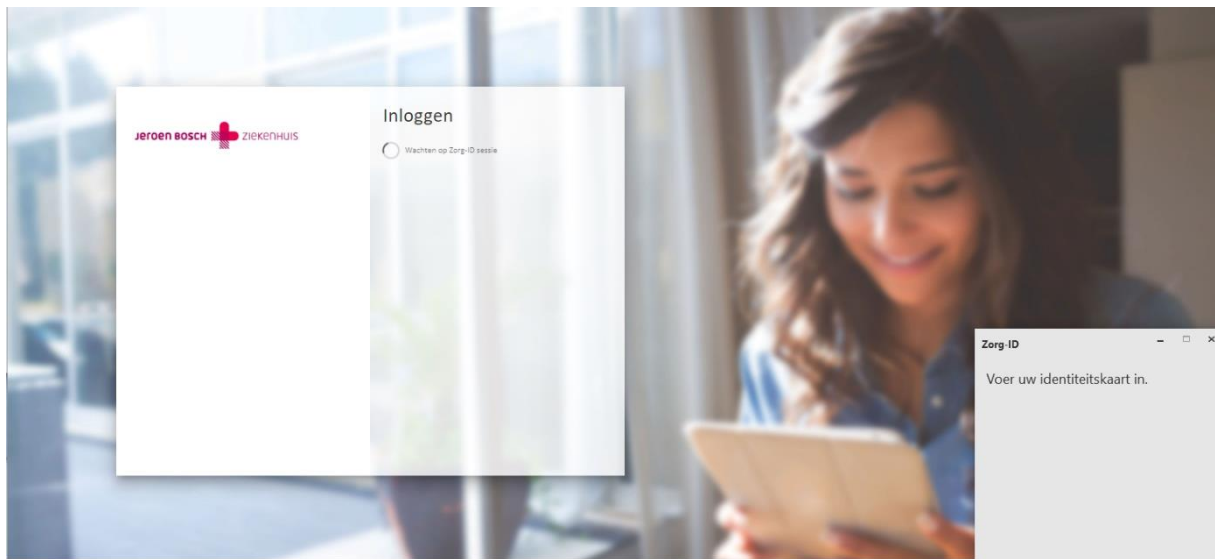 Jeroen Bosch ziekenhuis
Inloggen
Wachten op Zorg-ID sessie
Zorg-ID
Voer uw identiteitskaart in.